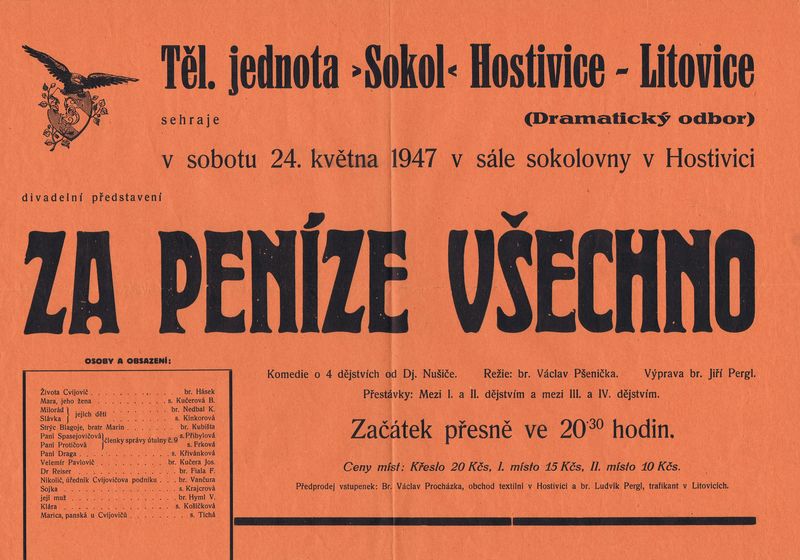 Těl. jednota >Sokol< Hostivice - Litovice
sehraje (Dramatický odbor)
v sobotu 24. května 1947 v sále sokolovny v Hostivici
divadelní představení
ZA PENÍZE VŠECHNO
OSOBY A OBSAZENÍ:
Života Cvijovič . . . . . br. Hásek
Mara, jeho žena . . . . . s. Kučerová B.
Milorád } jejich děti . . . . . br. Nedbal K.
Slávka } . . . . . s. Kinkorová
Strýc Blagoje, bratr Marin . . . . . br. Kubišta
Paní Spasejovičová } členky správy útulny č. 9 s. Přibylová
Paní Protičová } s. Frková
Paní Draga . . . . . s. Křivánková
Velemír Pavlovič . . . . . br. Kučera Jos.
Dr Reiser . . . . . br. Fiala F.
Nikolič, úředník Cvijovičova podniku . . br. Vančura
Sojka . . . . . s. Krajcrová
její muž . . . . . br. Hyml V.
Klára . . . . . s. Košíčková
Marica, panská u Cvijovičů . . . . . s. Tichá
Komedie o 4 dějstvích od Dj. Nušiče. Režie: br. Václav Pšenička. Výprava br. Jiří Pergl.
Přestávky: Mezi I. a II. dějstvím a mezi III. a IV. dějstvím.
Začátek přesně ve 20·30 hodin.
Ceny míst: Křeslo 20 Kčs, I. místo 15 Kčs, II. místo 10 Kčs.
Předprodej vstupenek: Br. Václav Procházka, obchod textilní v Hostivici a br. Ludvík Pergl, trafikant v Litovicích.